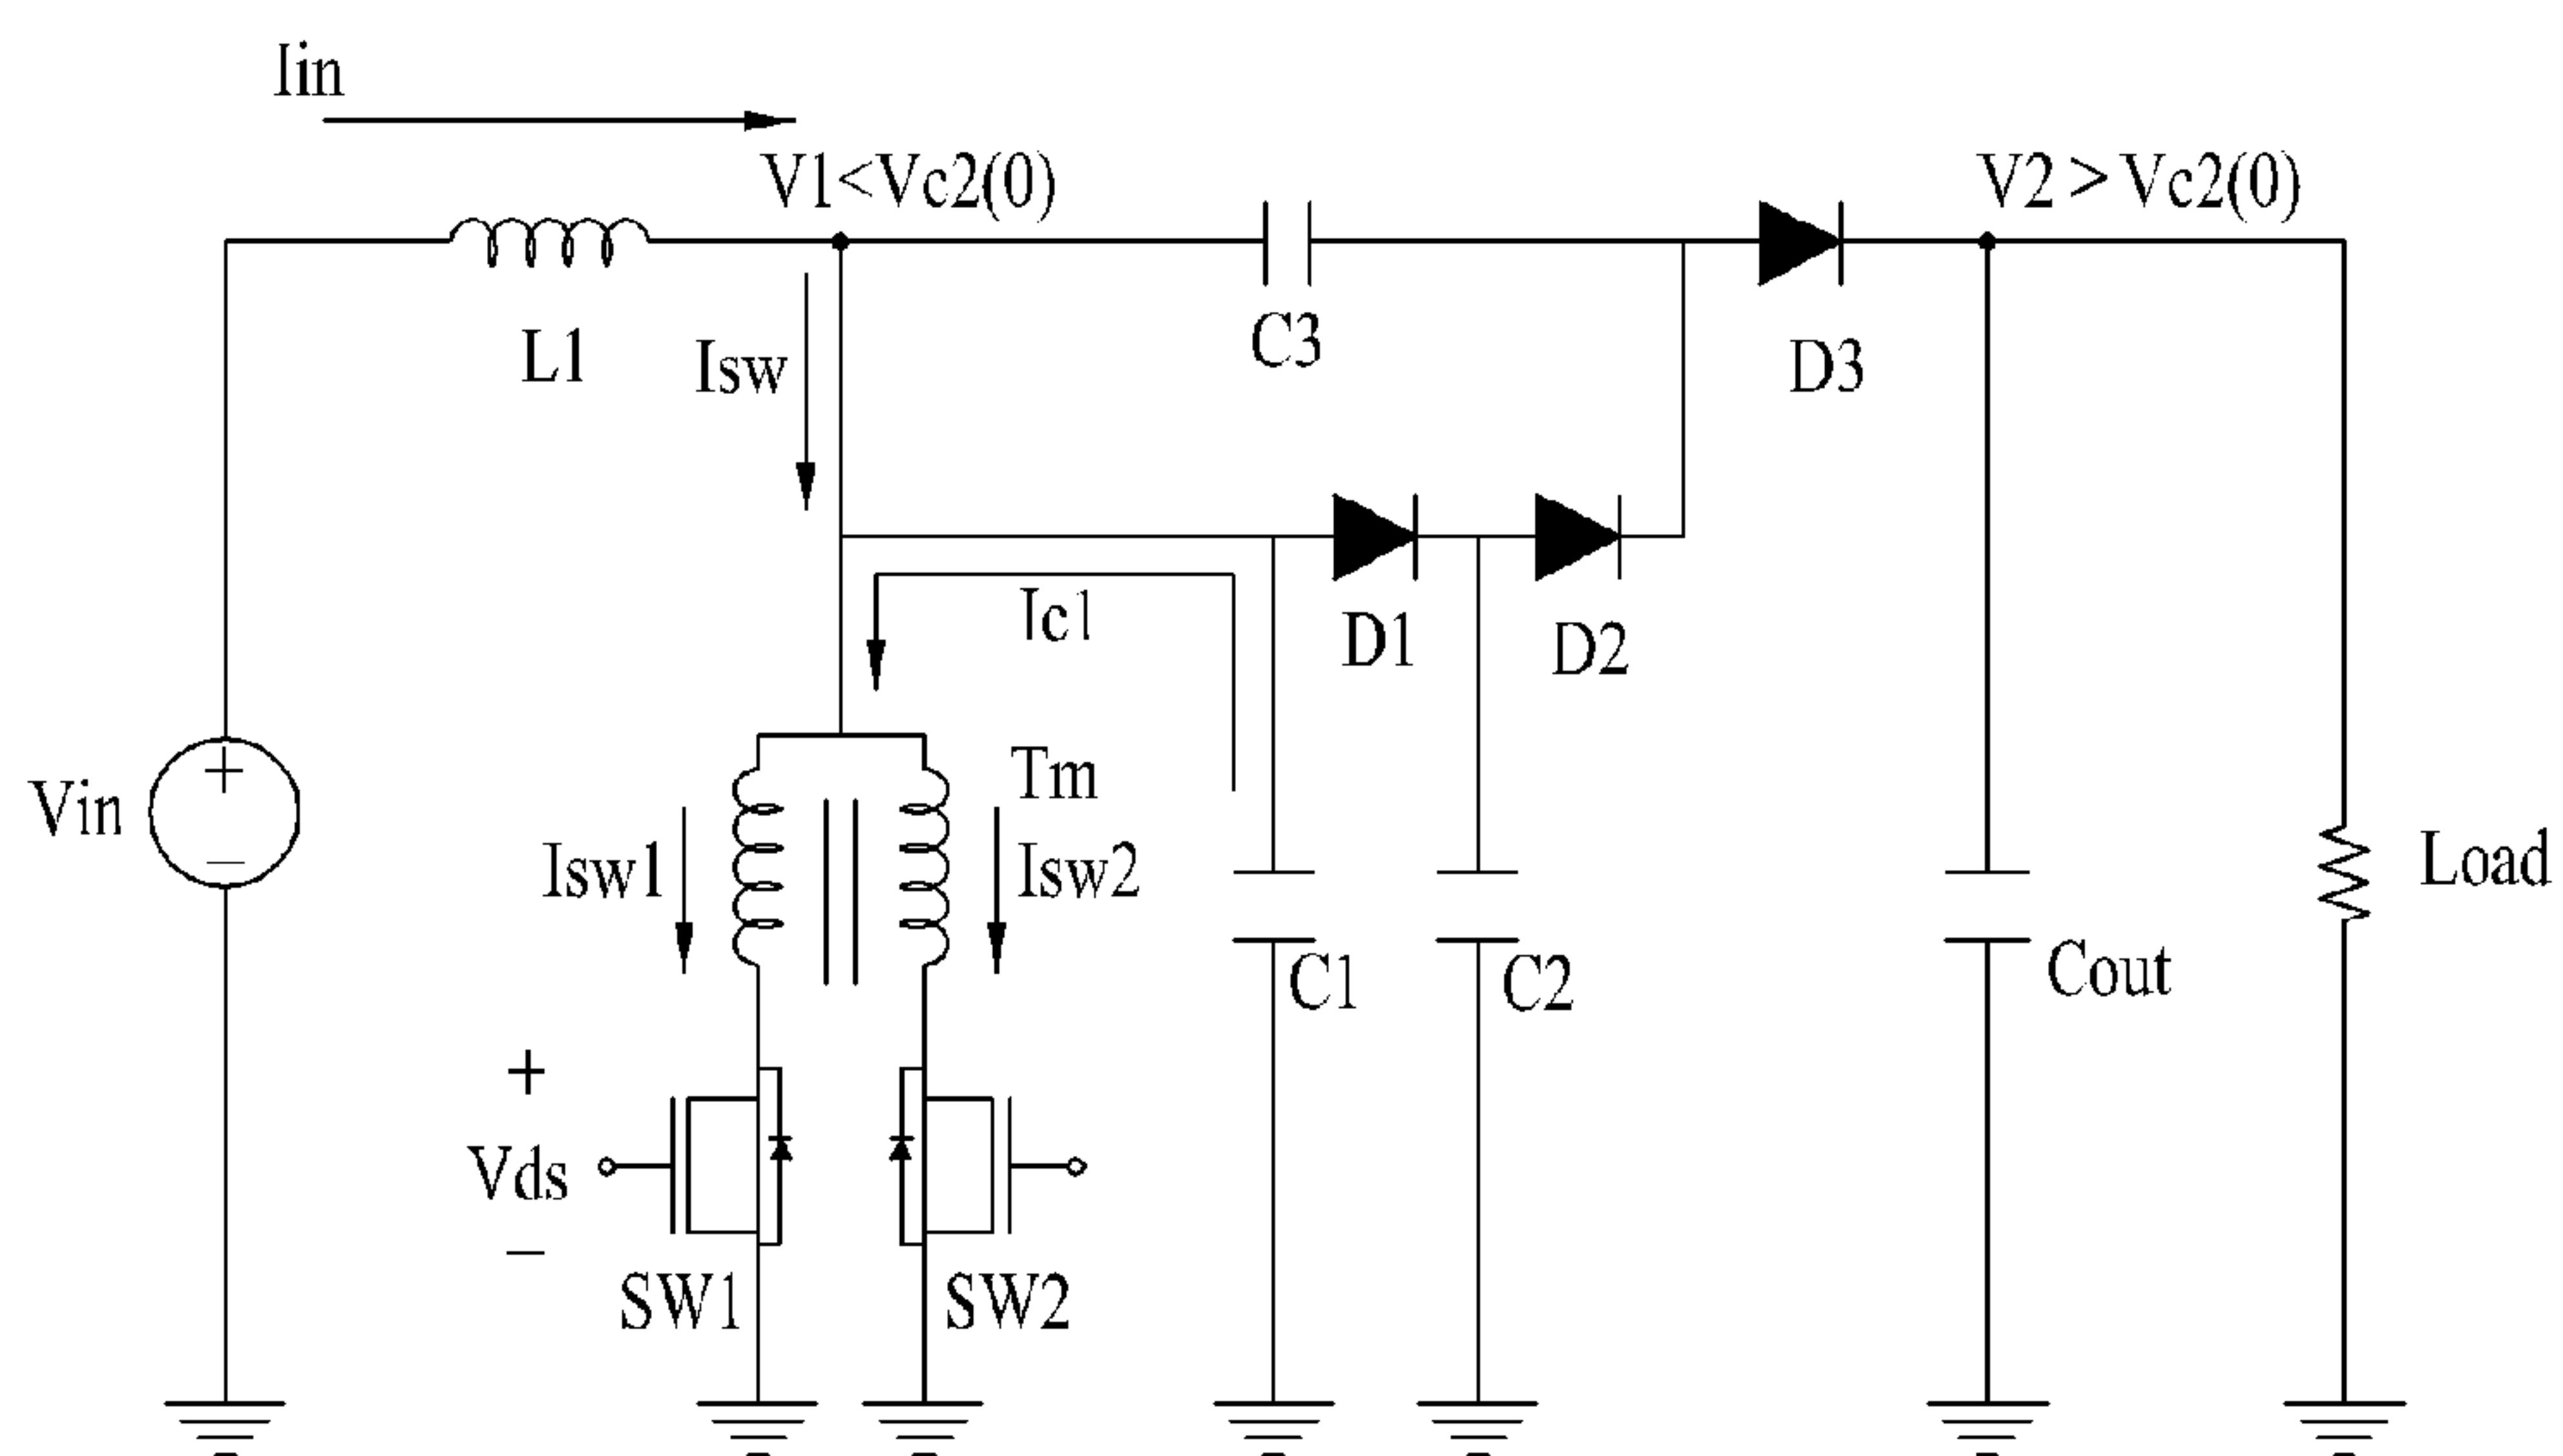 Iin
V1<Vc2(0)
V2 > Vc2(0)
L1
Isw
C3
D3
Ic1
D1
D2
Tm
+
Vin
−
Isw1
Isw2
Load
C1
C2
Cout
+
Vds
−
SW1
SW2